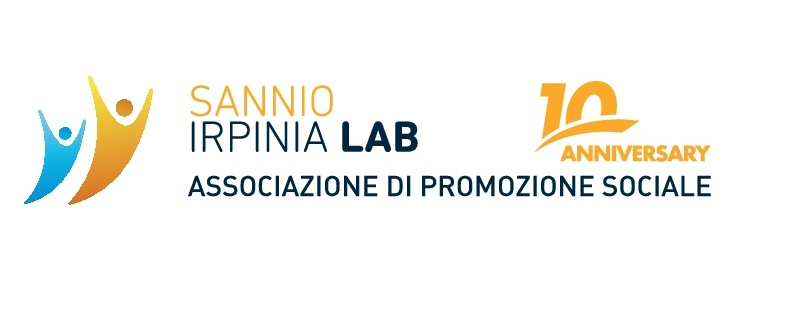 SANNIO
IRPINIA LAB
10
ANNIVERSARY
ASSOCIAZIONE DI PROMOZIONE SOCIALE